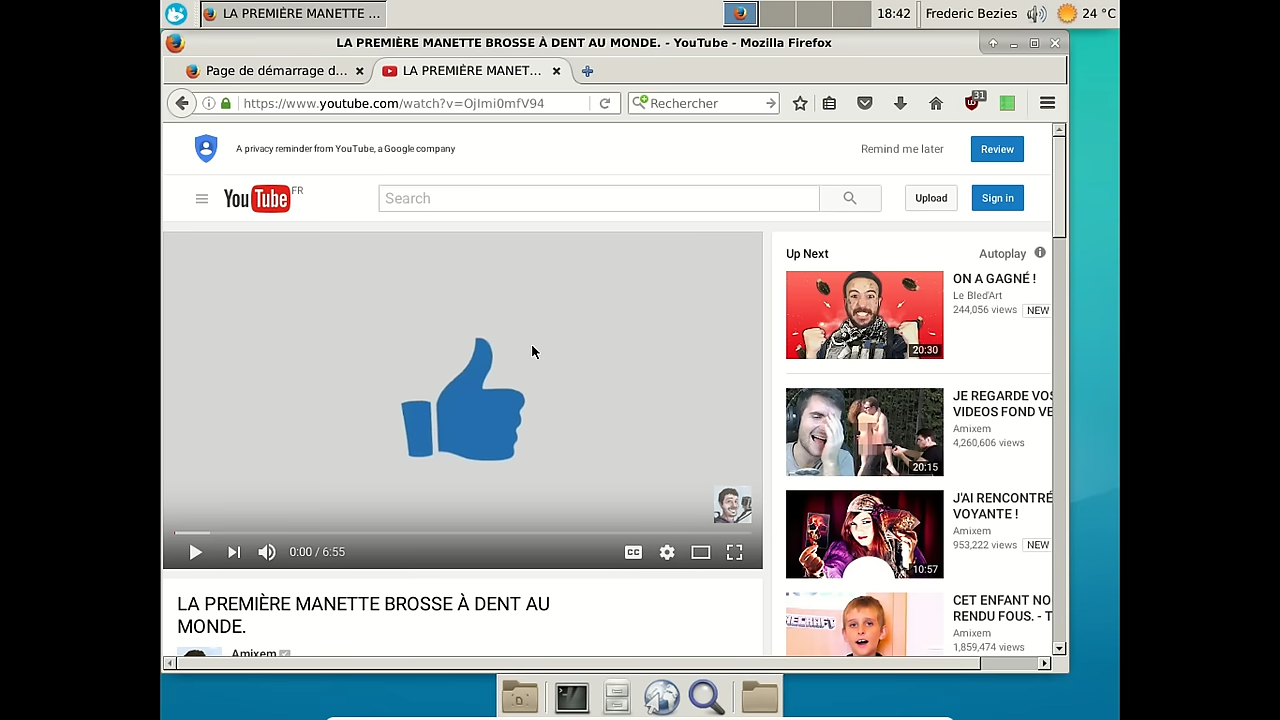 LA PREMIÈRE MANETTE ...
18:42
Frederic Bezies
24 °C
LA PREMIÈRE MANETTE BROSSE À DENT AU MONDE. - YouTube - Mozilla Firefox
Page de démarrage d...
LA PREMIÈRE MANET...
https://www.youtube.com/watch?v=OjImi0mfV94
Rechercher
31
A privacy reminder from YouTube, a Google company
Remind me later
Review
YouTube FR
Search
Upload
Sign in
Up Next
Autoplay
ON A GAGNÉ !
Le Bled'Art
244,056 views
NEW
20:30
JE REGARDE VOS
VIDEOS FOND VE
Amixem
4,260,606 views
20:15
J'AI RENCONTRÉ
VOYANTE !
Amixem
953,222 views
NEW
10:57
CET ENFANT NO
RENDU FOUS. - T
Amixem
1,859,474 views
0:00 / 6:55
CC
LA PREMIÈRE MANETTE BROSSE À DENT AU
MONDE.
Amixem